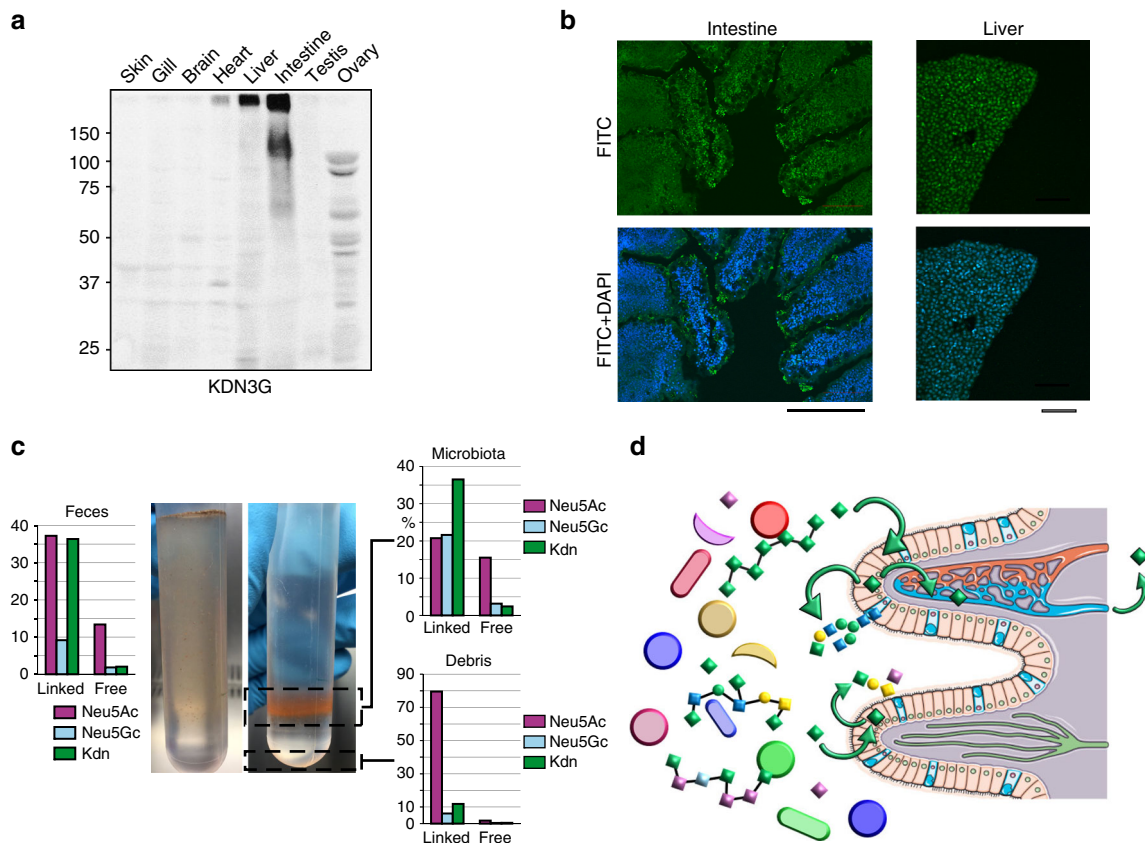 a
Skin Gill Brain Heart Liver Intestine Testis Ovary
150
100
75
50
37
25
KDN3G
b
Intestine Liver
FITC
FITC+DAPI
c
Feces
40
30
20
10
0
Linked Free
Neu5Ac
Neu5Gc
Kdn
Microbiota
40
30
%
20
10
0
Linked Free
Neu5Ac
Neu5Gc
Kdn
Debris
90
70
50
30
10
0
Linked Free
Neu5Ac
Neu5Gc
Kdn
d